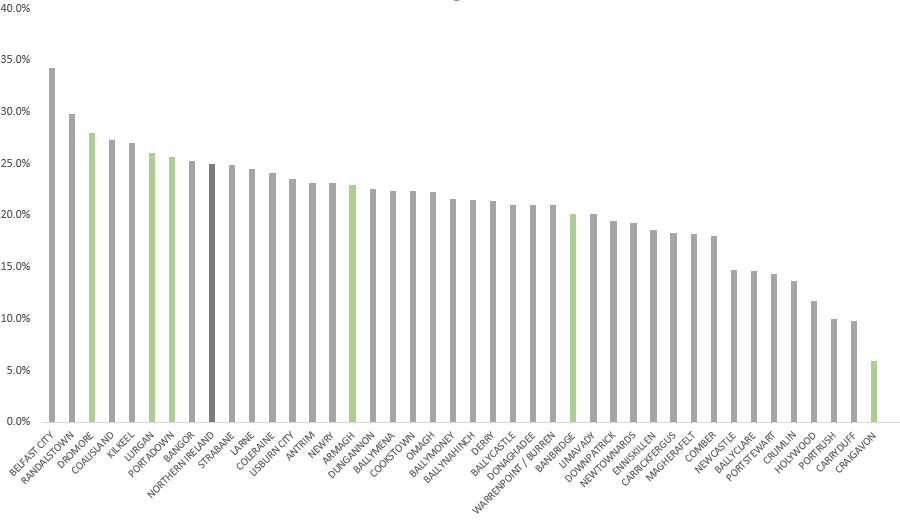 40.0%
35.0%
30.0%
25.0%
20.0%
15.0%
10.0%
5.0%
0.0%
BELFAST CITY
RANDALSTOWN
DROMORE
COALISLAND
KILKEEL
LURGAN
PORTADOWN
BANGOR
NORTHERN IRELAND
STRABANE
LARNE
COLERAINE
LISBURN CITY
ANTRIM
NEWRY
ARMAGH
DUNGANNON
BALLYMENA
COOKSTOWN
OMAGH
BALLYMONEY
BALLYNAHINCH
DERRY
BALLYCASTLE
DONAGHADEE
WARRENPOINT / BURREN
BANBRIDGE
LIMAVADY
DOWNPATRICK
NEWTOWNARDS
ENNISKILLEN
CARRICKFERGUS
MAGHERAFELT
COMBER
NEWCASTLE
BALLYCLARE
PORTSTEWART
CRUMLIN
HOLYWOOD
PORTRUSH
CARRYDUFF
CRAIGAVON